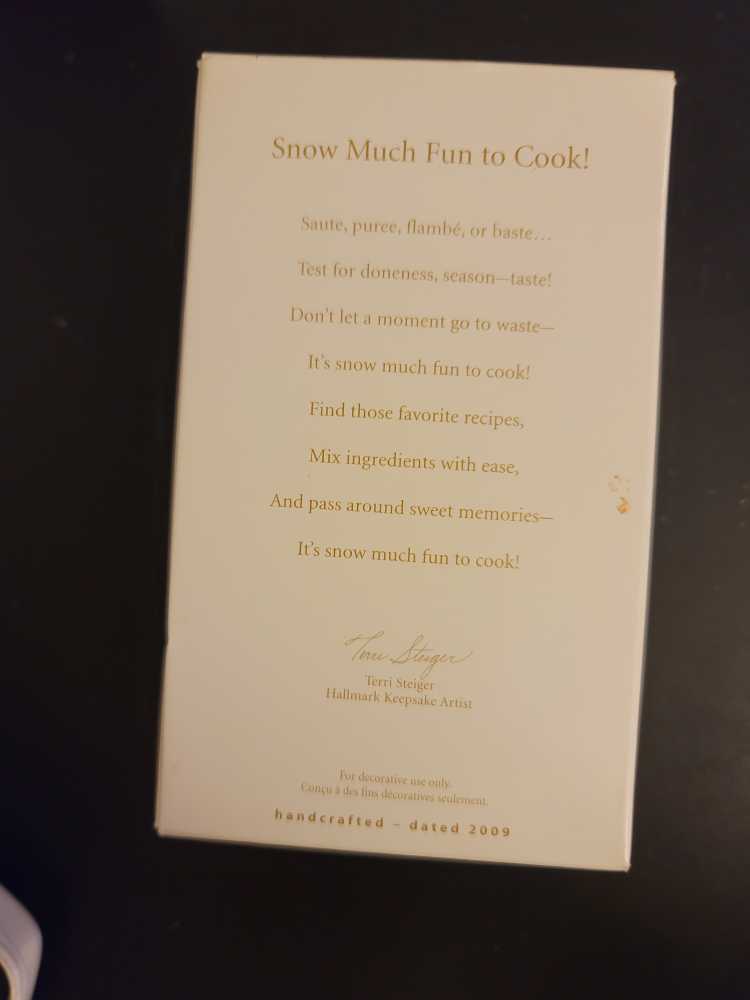 Snow Much Fun to Cook!
Saute, puree, flambé, or baste...
Test for doneness, season—taste!
Don't let a moment go to waste—
It's snow much fun to cook!
Find those favorite recipes,
Mix ingredients with ease,
And pass around sweet memories—
It's snow much fun to cook!
Terri Steiger
Terri Steiger
Hallmark Keepsake Artist
For decorative use only.
Conçu à des fins décoratives seulement.
handcrafted – dated 2009